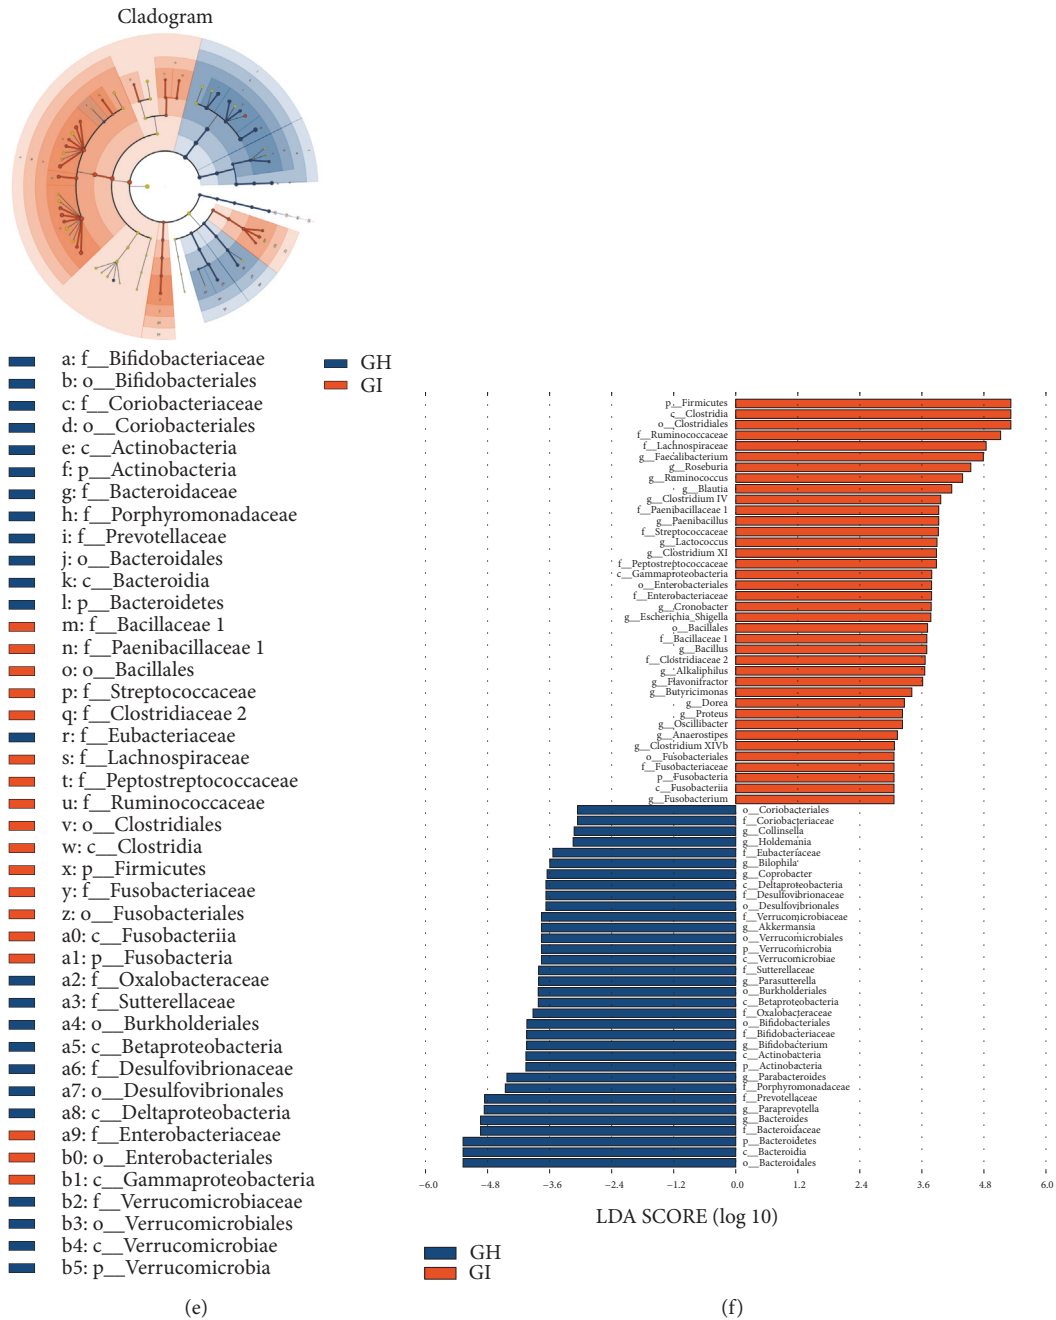 Cladogram
a: f__Bifidobacteriaceae
b: o__Bifidobacteriales
c: f__Coriobacteriaceae
d: o__Coriobacteriales
e: c__Actinobacteria
f: p__Actinobacteria
g: f__Bacteroidaceae
h: f__Porphyromonadaceae
i: f__Prevotellaceae
j: o__Bacteroidales
k: c__Bacteroidia
l: p__Bacteroidetes
m: f__Bacillaceae 1
n: f__Paenibacillaceae 1
o: o__Bacillales
p: f__Streptococcaceae
q: f__Clostridiaceae 2
r: f__Eubacteriaceae
s: f__Lachnospiraceae
t: f__Peptostreptococcaceae
u: f__Ruminococcaceae
v: o__Clostridiales
w: c__Clostridia
x: p__Firmicutes
y: f__Fusobacteriaceae
z: o__Fusobacteriales
a0: c__Fusobacteriia
a1: p__Fusobacteria
a2: f__Oxalobacteraceae
a3: f__Sutterellaceae
a4: o__Burkholderiales
a5: c__Betaproteobacteria
a6: f__Desulfovibrionaceae
a7: o__Desulfovibrionales
a8: c__Deltaproteobacteria
a9: f__Enterobacteriaceae
b0: o__Enterobacteriales
b1: c__Gammaproteobacteria
b2: f__Verrucomicrobiaceae
b3: o__Verrucomicrobiales
b4: c__Verrucomicrobiae
b5: p__Verrucomicrobia
GH
GI
(e)
p__Firmicutes
c__Clostridia
o__Clostridiales
f__Ruminococcaceae
f__Lachnospiraceae
g__Faecalibacterium
g__Roseburia
g__Ruminococcus
g__Blautia
g__Clostridium IV
f__Paenibacillaceae 1
g__Paenibacillus
f__Streptococcaceae
g__Lactococcus
g__Clostridium XI
f__Peptostreptococcaceae
c__Gammaproteobacteria
o__Enterobacteriales
f__Enterobacteriaceae
g__Cronobacter
g__Escherichia_Shigella
o__Bacillales
f__Bacillaceae 1
g__Bacillus
f__Clostridiaceae 2
g__Alkaliphilus
g__Flavonifractor
g__Butyricimonas
g__Dorea
g__Proteus
g__Oscillibacter
g__Anaerostipes
g__Clostridium XIVb
o__Fusobacteriales
f__Fusobacteriaceae
p__Fusobacteria
c__Fusobacteriia
g__Fusobacterium
o__Coriobacteriales
f__Coriobacteriaceae
g__Collinsella
g__Holdemania
f__Eubacteriaceae
g__Bilophila
g__Coprobacter
c__Deltaproteobacteria
f__Desulfovibrionaceae
o__Desulfovibrionales
f__Verrucomicrobiaceae
g__Akkermansia
o__Verrucomicrobiales
p__Verrucomicrobia
c__Verrucomicrobiae
f__Sutterellaceae
g__Parasutterella
o__Burkholderiales
c__Betaproteobacteria
f__Oxalobacteraceae
o__Bifidobacteriales
f__Bifidobacteriaceae
g__Bifidobacterium
c__Actinobacteria
p__Actinobacteria
g__Parabacteroides
f__Porphyromonadaceae
f__Prevotellaceae
g__Paraprevotella
g__Bacteroides
f__Bacteroidaceae
p__Bacteroidetes
c__Bacteroidia
o__Bacteroidales
−6.0 −4.8 −3.6 −2.4 −1.2 0.0 1.2 2.4 3.6 4.8 6.0
LDA SCORE (log 10)
GH
GI
(f)